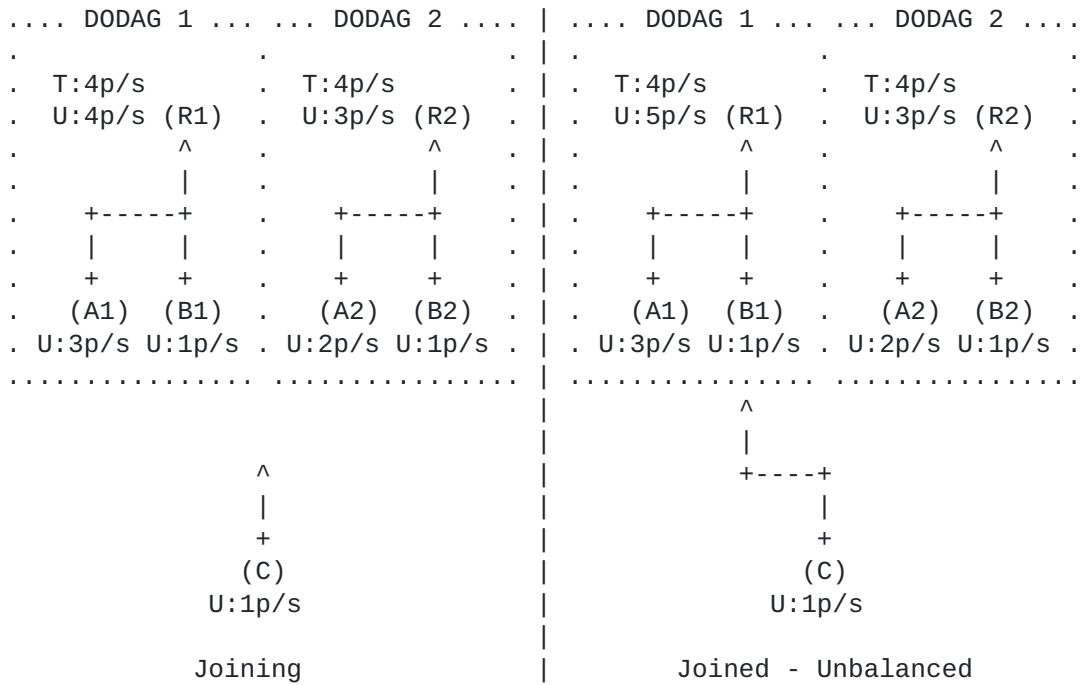 .... DODAG 1 ... ... DODAG 2 .... | .... DODAG 1 ... ... DODAG 2 ....
.               .               . | .               .               .
.  T:4p/s       .  T:4p/s       . | .  T:4p/s       .  T:4p/s       .
.  U:4p/s (R1)  .  U:3p/s (R2)  . | .  U:5p/s (R1)  .  U:3p/s (R2)  .
.          ^    .          ^    . | .          ^    .          ^    .
.          |    .          |    . | .          |    .          |    .
.    +-----+    .    +-----+    . | .    +-----+    .    +-----+    .
.    |     |    .    |     |    . | .    |     |    .    |     |    .
.    +     +    .    +     +    . | .    +     +    .    +     +    .
.   (A1)  (B1)  .   (A2)  (B2)  . | .   (A1)  (B1)  .   (A2)  (B2)  .
. U:3p/s U:1p/s . U:2p/s U:1p/s . | . U:3p/s U:1p/s . U:2p/s U:1p/s .
................ ................ | ................ ................
                                  |            ^
                                  |            |
                ^                 |            +----+
                |                 |                 |
                +                 |                 +
               (C)                |                (C)
             U:1p/s               |              U:1p/s
                                  |
            Joining               |        Joined - Unbalanced